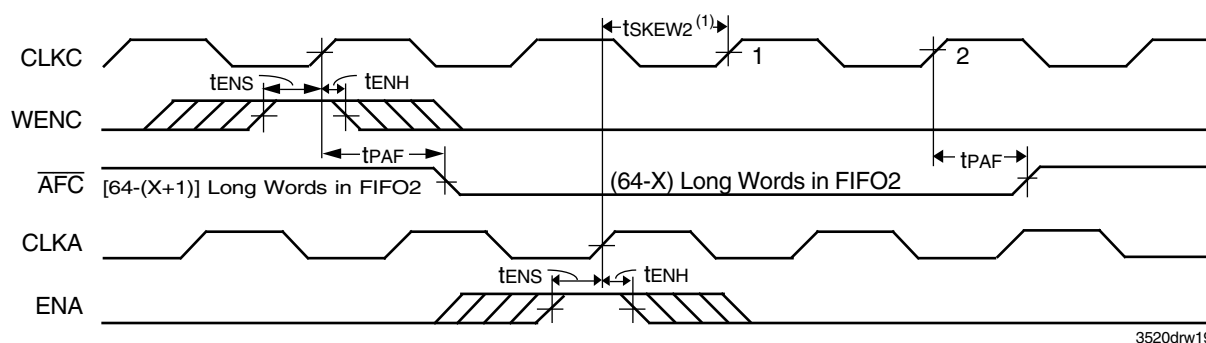 tSKEW2 (1)
CLKC
1
2
tENS
tENH
WENC
tPAF
tPAF
AFC
[64-(X+1)] Long Words in FIFO2
(64-X) Long Words in FIFO2
CLKA
tENS
tENH
ENA
3520drw19